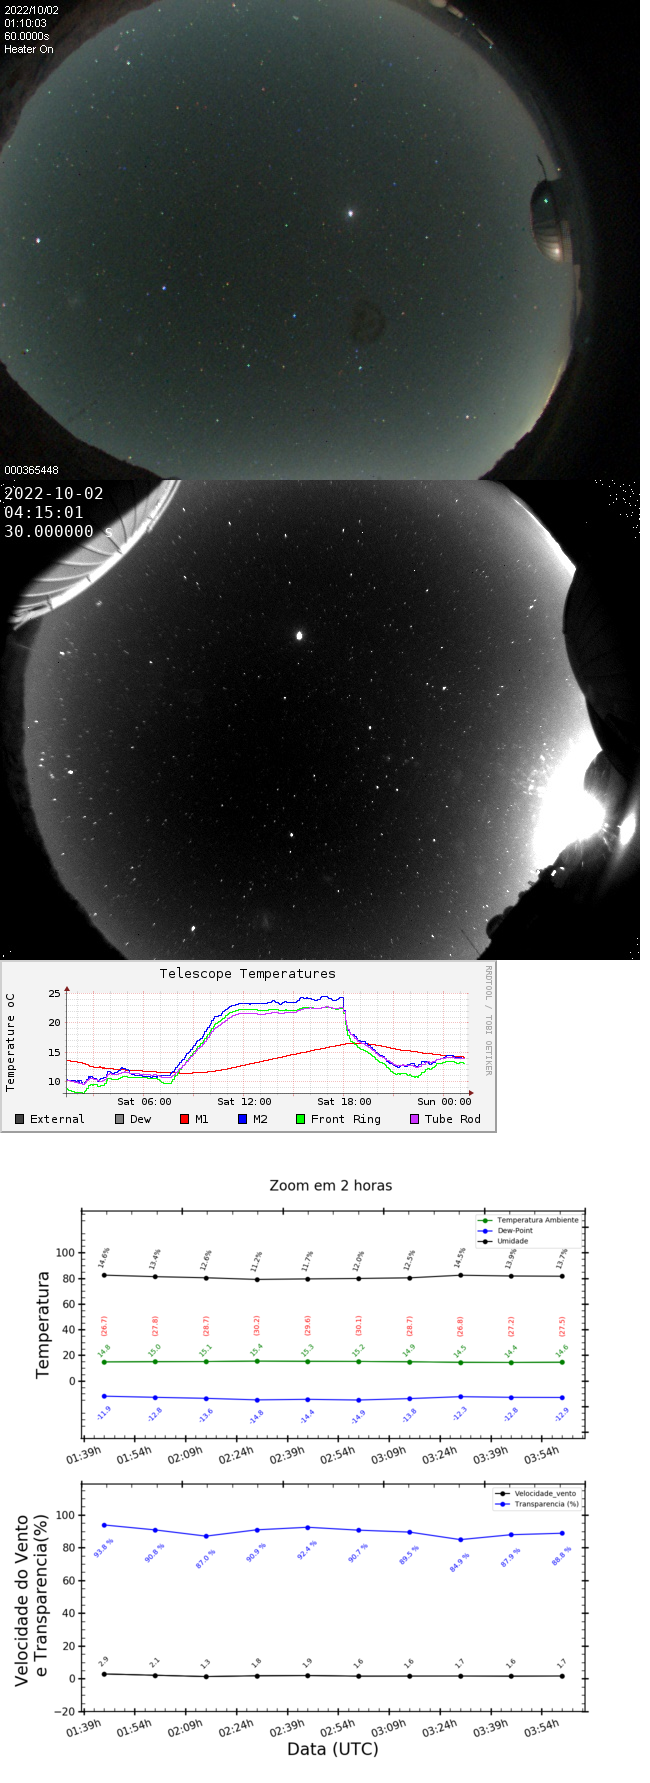 2022/10/02
01:10:03
60.0000s
Heater On
000365448
2022-10-02
04:15:01
30.000000 s
Telescope Temperatures
RRDTOOL / TOBI OETIKER
Temperature oC
25
20
15
10
Sat 06:00 Sat 12:00 Sat 18:00 Sun 00:00
External Dew M1 M2 Front Ring Tube Rod
Zoom em 2 horas
Temperatura Ambiente
Dew-Point
Umidade
Temperatura
100
80
60
40
20
0
14.6% 13.4% 12.6% 11.2% 11.7% 12.0% 12.5% 14.5% 13.9% 13.7%
(26.7) (27.8) (28.7) (30.2) (29.6) (30.1) (28.7) (26.8) (27.2) (27.5)
14.8 15.0 15.1 15.4 15.3 15.2 14.9 14.5 14.4 14.6
-11.9 -12.8 -13.6 -14.8 -14.4 -14.9 -13.8 -12.3 -12.8 -12.9
01:39h 01:54h 02:09h 02:24h 02:39h 02:54h 03:09h 03:24h 03:39h 03:54h
Velocidade_vento
Transparencia (%)
Velocidade do Vento
e Transparencia(%)
100
80
60
40
20
0
−20
93.8 % 90.8 % 87.0 % 90.9 % 92.4 % 90.7 % 89.5 % 84.9 % 87.9 % 88.8 %
2.9 2.1 1.3 1.8 1.9 1.6 1.6 1.7 1.6 1.7
01:39h 01:54h 02:09h 02:24h 02:39h 02:54h 03:09h 03:24h 03:39h 03:54h
Data (UTC)